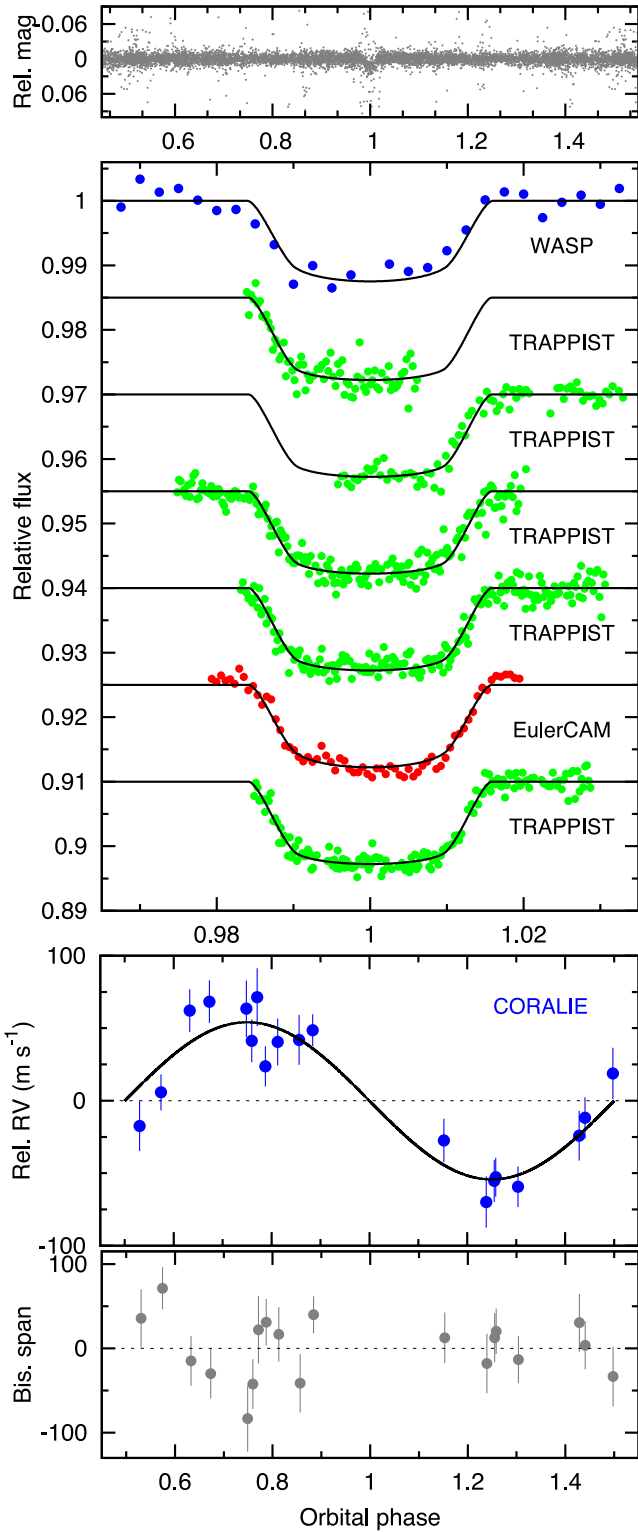 Rel. mag
-0.06
0
0.06
0.6
0.8
1
1.2
1.4
Relative flux
1
0.99
0.98
0.97
0.96
0.95
0.94
0.93
0.92
0.91
0.9
0.89
WASP
TRAPPIST
TRAPPIST
TRAPPIST
TRAPPIST
EulerCAM
TRAPPIST
0.98
1
1.02
Rel. RV (m s⁻¹)
100
0
-100
CORALIE
Bis. span
100
0
-100
0.6
0.8
1
1.2
1.4
Orbital phase